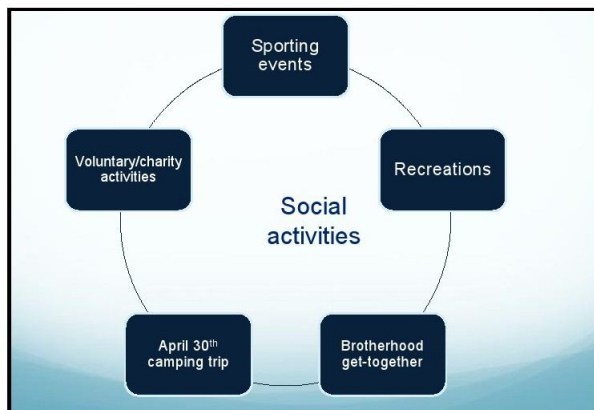 Sporting
events
Voluntary/charity
activities
Recreations
Social
activities
April 30th
camping trip
Brotherhood
get-together